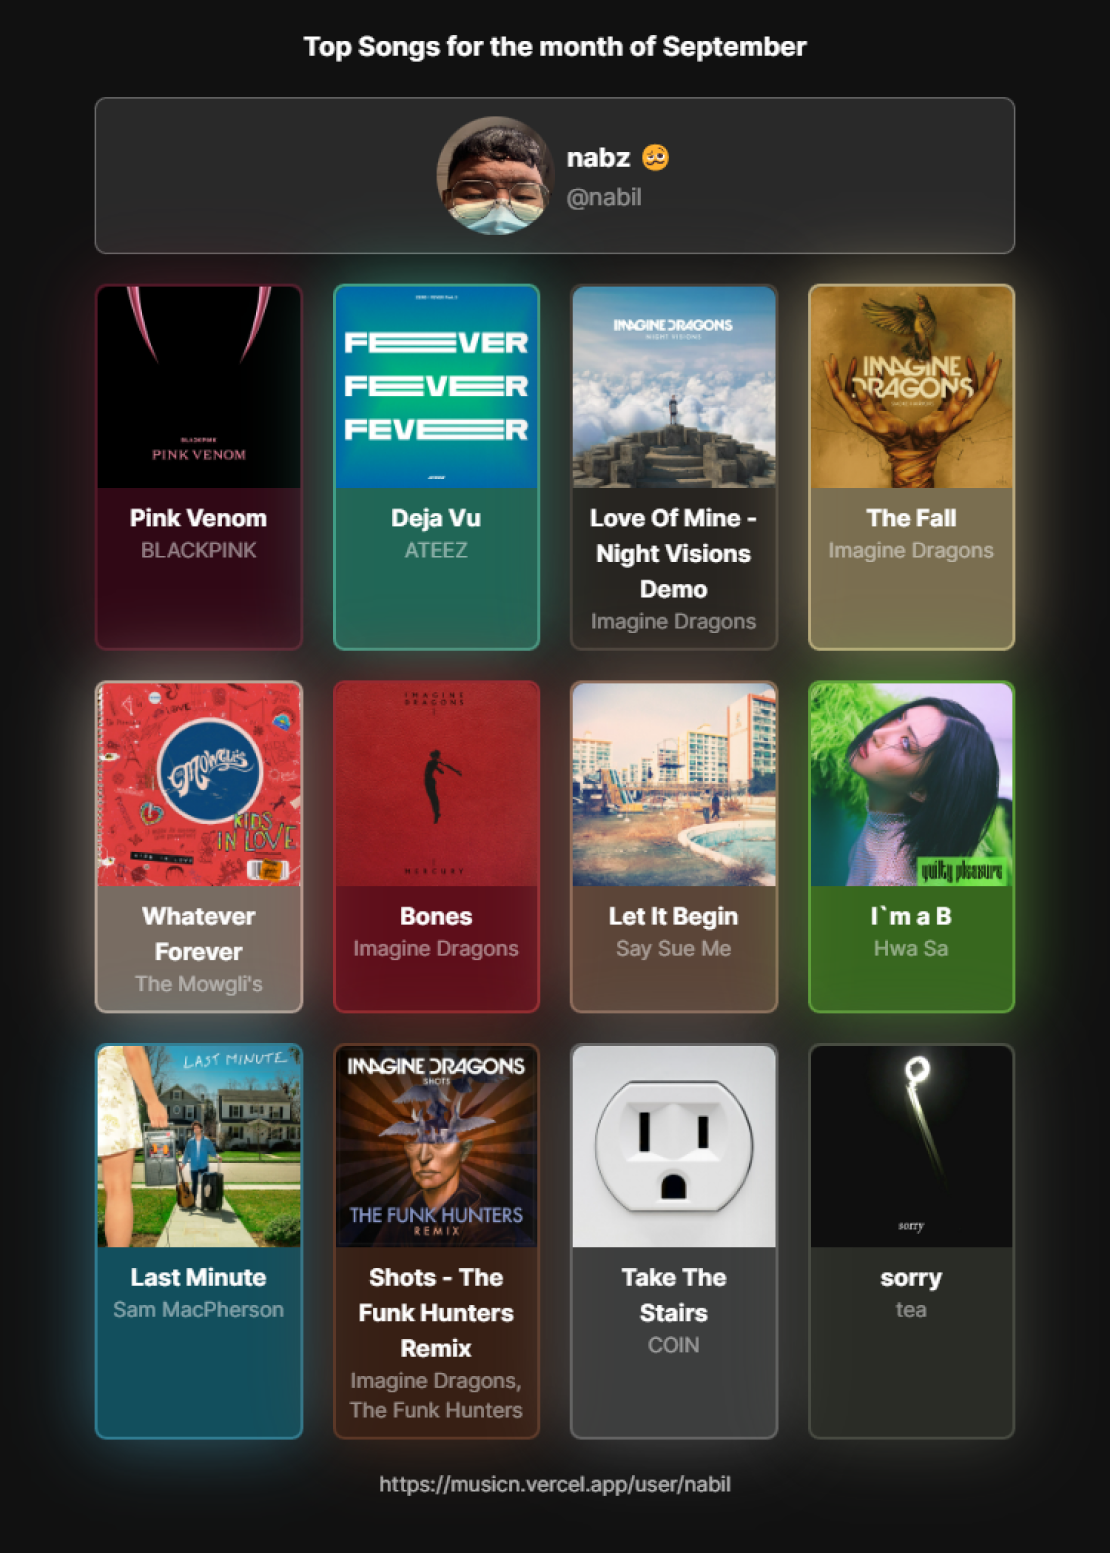 Top Songs for the month of September
nabz 🥴
@nabil
BLACKPINK
PINK VENOM
Pink Venom
BLACKPINK
FEVER
FEVER
FEVER
ATEEZ
Deja Vu
ATEEZ
IMAGINE DRAGONS
NIGHT VISIONS
Love Of Mine -
Night Visions
Demo
Imagine Dragons
IMAGINE
DRAGONS
The Fall
Imagine Dragons
LOVE
Mowgli's
KIDS
IN LOVE
Whatever
Forever
The Mowgli's
IMAGINE
DRAGONS
MERCURY
Bones
Imagine Dragons
Let It Begin
Say Sue Me
guilty pleasure
I`m a B
Hwa Sa
LAST MINUTE
Last Minute
Sam MacPherson
IMAGINE DRAGONS
SHOTS
THE FUNK HUNTERS
REMIX
Shots - The
Funk Hunters
Remix
Imagine Dragons,
The Funk Hunters
Take The
Stairs
COIN
sorry
sorry
tea
https://musicn.vercel.app/user/nabil